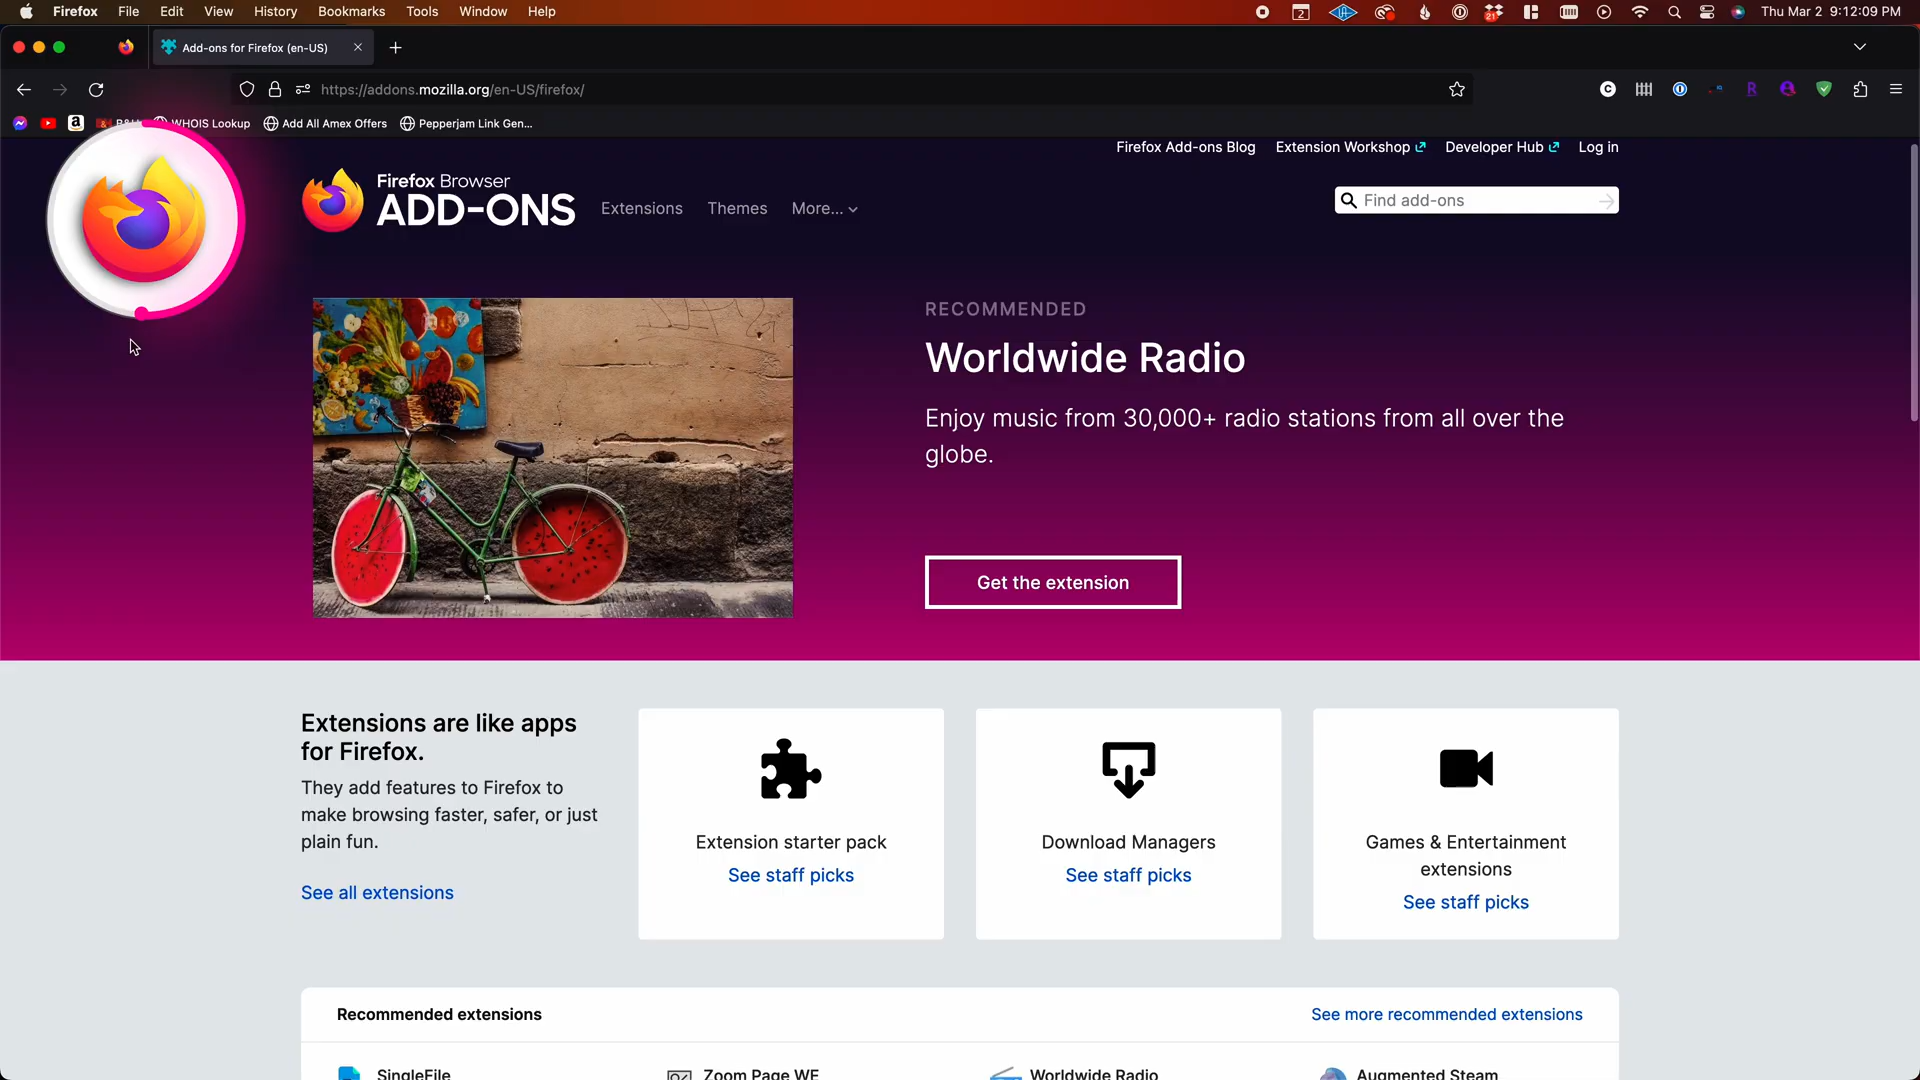 Firefox File Edit View History Bookmarks Tools Window Help
2
21
Thu Mar 2 9:12:09 PM
Add-ons for Firefox (en-US)
https://addons.mozilla.org/en-US/firefox/
WHOIS Lookup Add All Amex Offers Pepperjam Link Gen...
Firefox Add-ons Blog Extension Workshop Developer Hub Log in
Firefox Browser
ADD-ONS
Extensions Themes More...
Find add-ons
RECOMMENDED
Worldwide Radio
Enjoy music from 30,000+ radio stations from all over the
globe.
Get the extension
Extensions are like apps
for Firefox.
They add features to Firefox to
make browsing faster, safer, or just
plain fun.
See all extensions
Extension starter pack
See staff picks
Download Managers
See staff picks
Games & Entertainment
extensions
See staff picks
Recommended extensions
See more recommended extensions
SingleFile
Zoom Page WE
Worldwide Radio
Augmented Steam